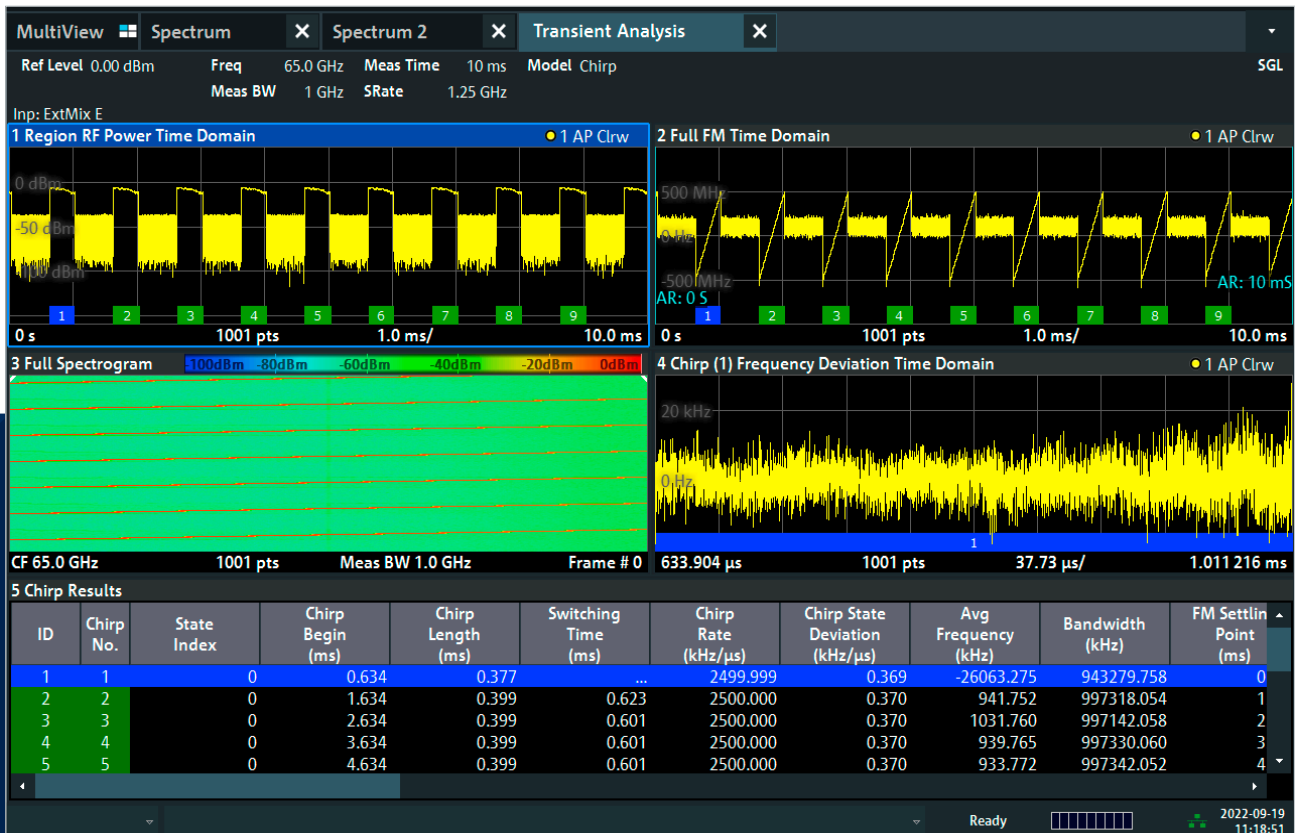 MultiView Spectrum Spectrum 2 Transient Analysis
Ref Level 0.00 dBm Freq 65.0 GHz Meas Time 10 ms Model Chirp SGL
Meas BW 1 GHz SRate 1.25 GHz
Inp: ExtMix E
1 Region RF Power Time Domain 1 AP Clrw
0 dBm
-50 dBm
-100 dBm
1 2 3 4 5 6 7 8 9
0 s 1001 pts 1.0 ms/ 10.0 ms
2 Full FM Time Domain 1 AP Clrw
500 MHz
0 Hz
-500 MHz
AR: 0 S AR: 10 mS
1 2 3 4 5 6 7 8 9
0 s 1001 pts 1.0 ms/ 10.0 ms
3 Full Spectrogram -100dBm -80dBm -60dBm -40dBm -20dBm 0dBm
CF 65.0 GHz 1001 pts Meas BW 1.0 GHz Frame # 0
4 Chirp (1) Frequency Deviation Time Domain 1 AP Clrw
20 kHz
0 Hz
1
633.904 µs 1001 pts 37.73 µs/ 1.011 216 ms
5 Chirp Results
ID Chirp No. State Index Chirp Begin (ms) Chirp Length (ms) Switching Time (ms) Chirp Rate (kHz/µs) Chirp State Deviation (kHz/µs) Avg Frequency (kHz) Bandwidth (kHz) FM Settlin Point (ms)
1 1 0 0.634 0.377 ... 2499.999 0.369 -26063.275 943279.758 0
2 2 0 1.634 0.399 0.623 2500.000 0.370 941.752 997318.054 1
3 3 0 2.634 0.399 0.601 2500.000 0.370 1031.760 997142.058 2
4 4 0 3.634 0.399 0.601 2500.000 0.370 939.765 997330.060 3
5 5 0 4.634 0.399 0.601 2500.000 0.370 933.772 997342.052 4
Ready 2022-09-19
11:18:51